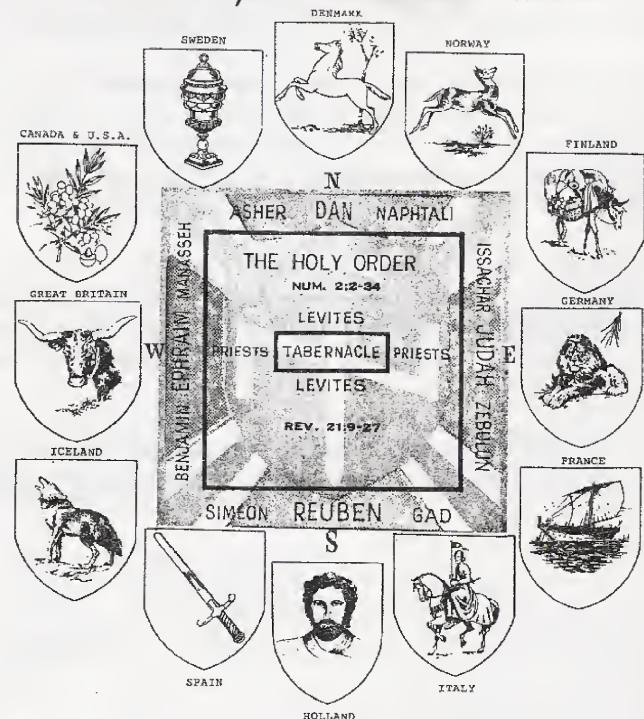 DENMARK
SWEDEN
NORWAY
CANADA & U.S.A.
FINLAND
N
ASHER DAN NAPHTALI
THE HOLY ORDER
NUM. 2:2-34
LEVITES
GREAT BRITAIN
GERMANY
BENJAMIN EPHRAIM MANASSEH
W
PRIESTS TABERNACLE PRIESTS
E
ISSACHAR JUDAH ZEBULON
LEVITES
REV. 21:9-27
ICELAND
FRANCE
SIMEON REUBEN GAD
S
SPAIN
ITALY
HOLLAND